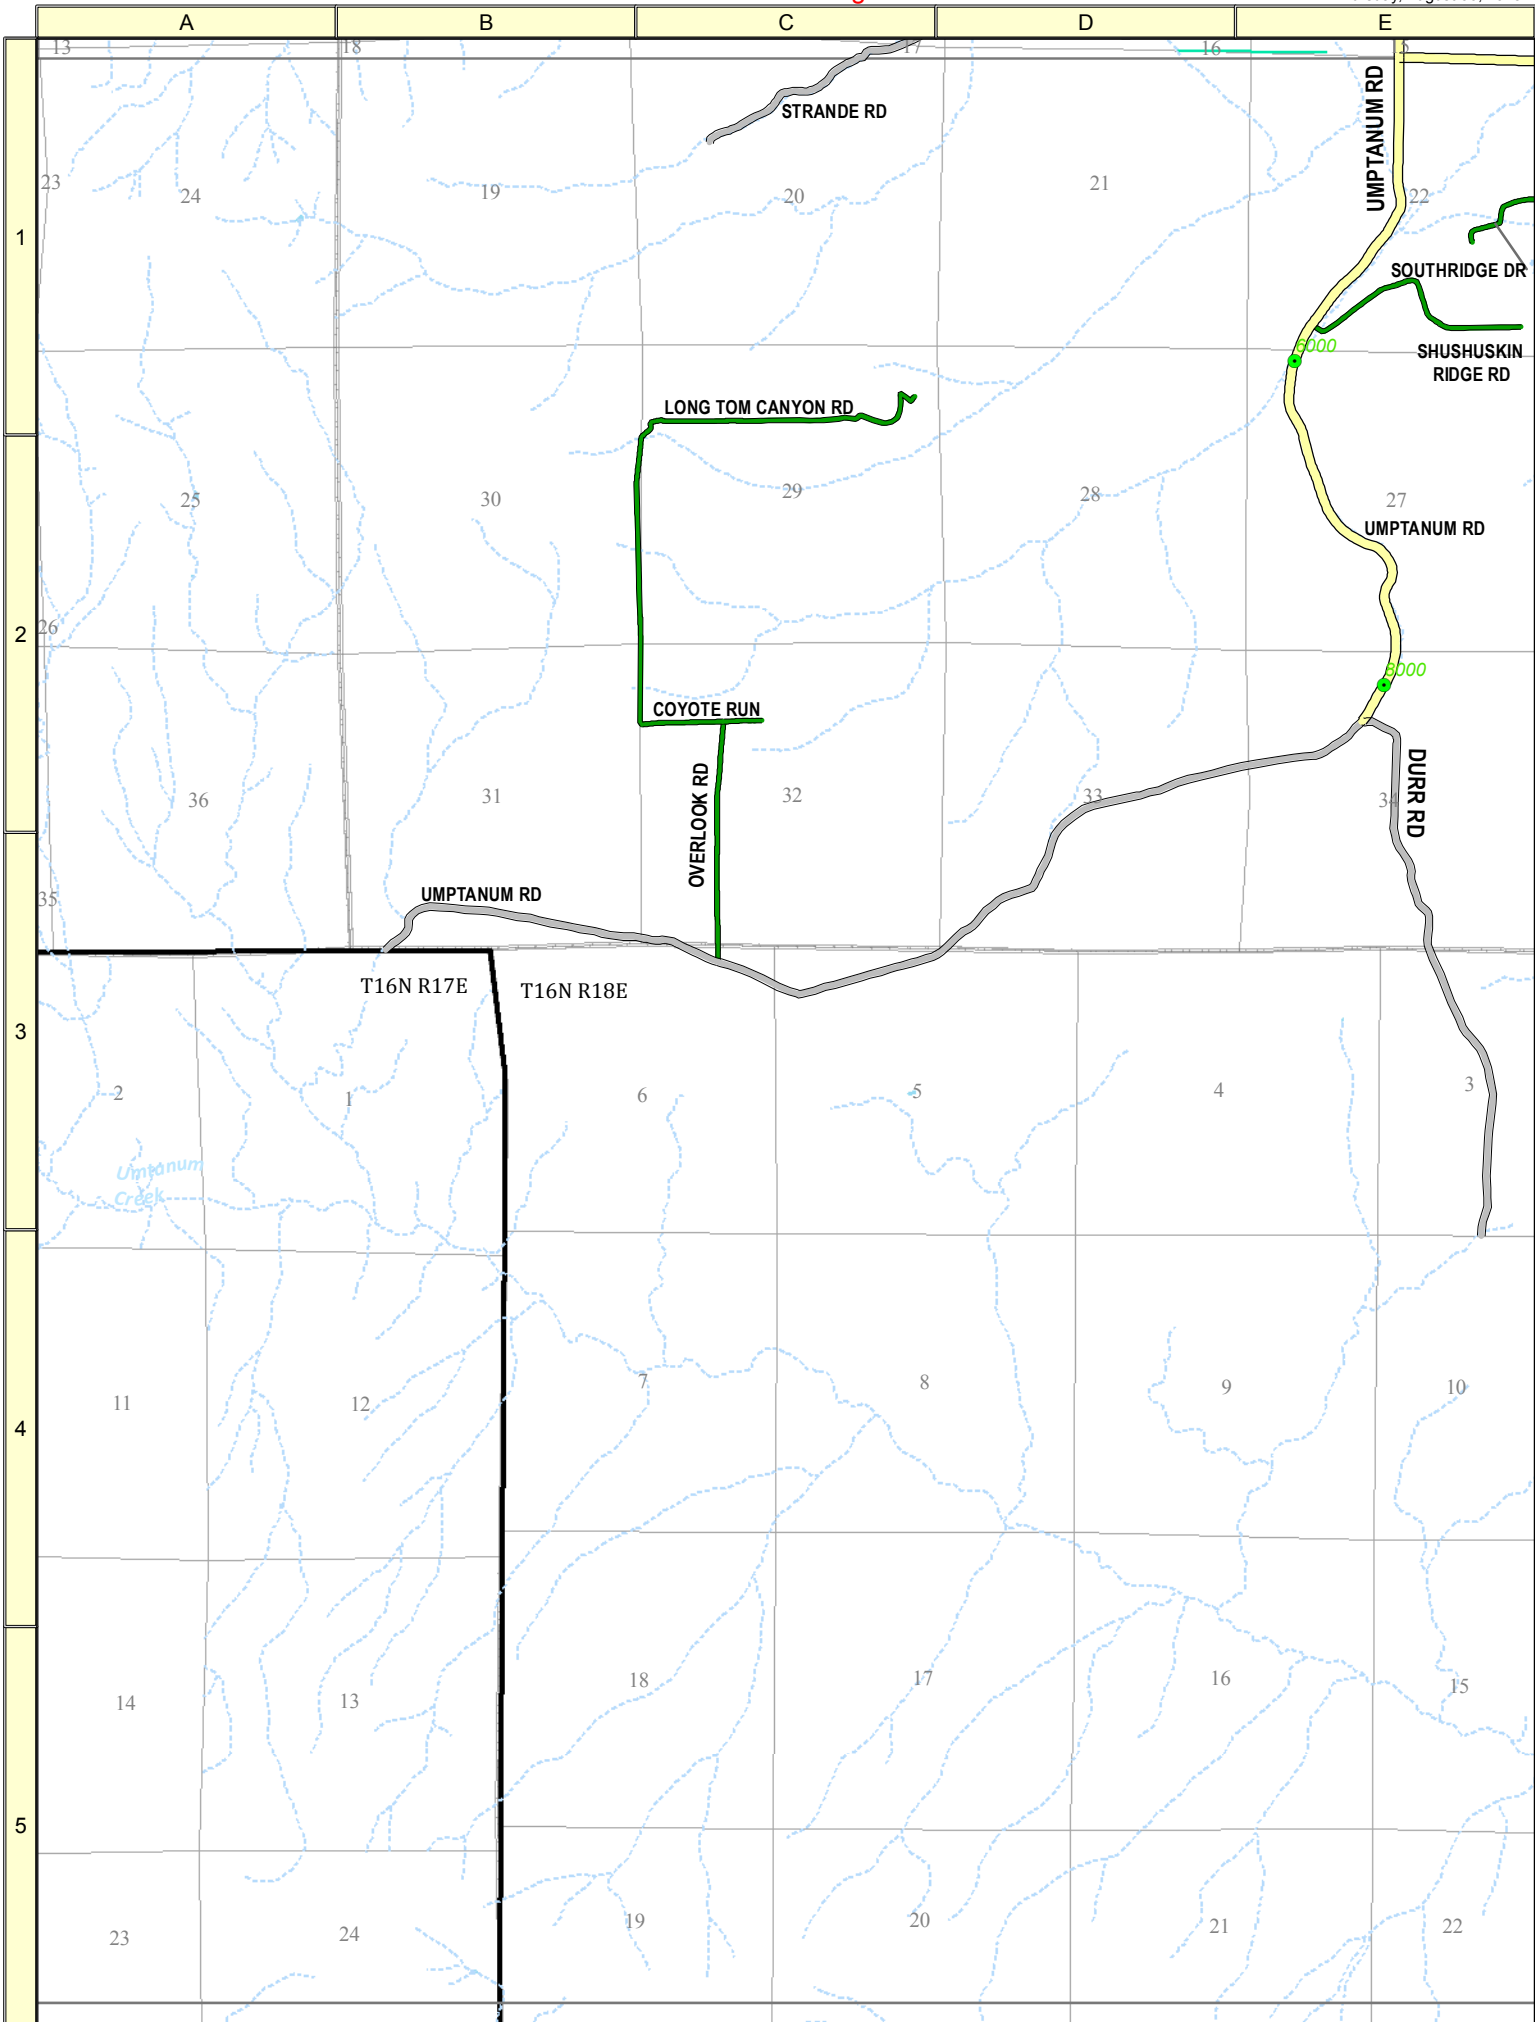 A B C D E
13 18 17 16
STRANDE RD
UMPTANUM RD
23 24 19 20 21 22
1
SOUTHRIDGE DR
6000
SHUSHUSKIN
RIDGE RD
LONG TOM CANYON RD
25 30 29 28 27
UMPTANUM RD
2
26
8000
COYOTE RUN
OVERLOOK RD
DURR RD
36 31 32 33 34
35
UMPTANUM RD
T16N R17E
T16N R18E
3
2 1 6 5 4 3
Umtanum
Creek
11 12 7 8 9 10
4
14 13 18 17 16 15
5
23 24 19 20 21 22